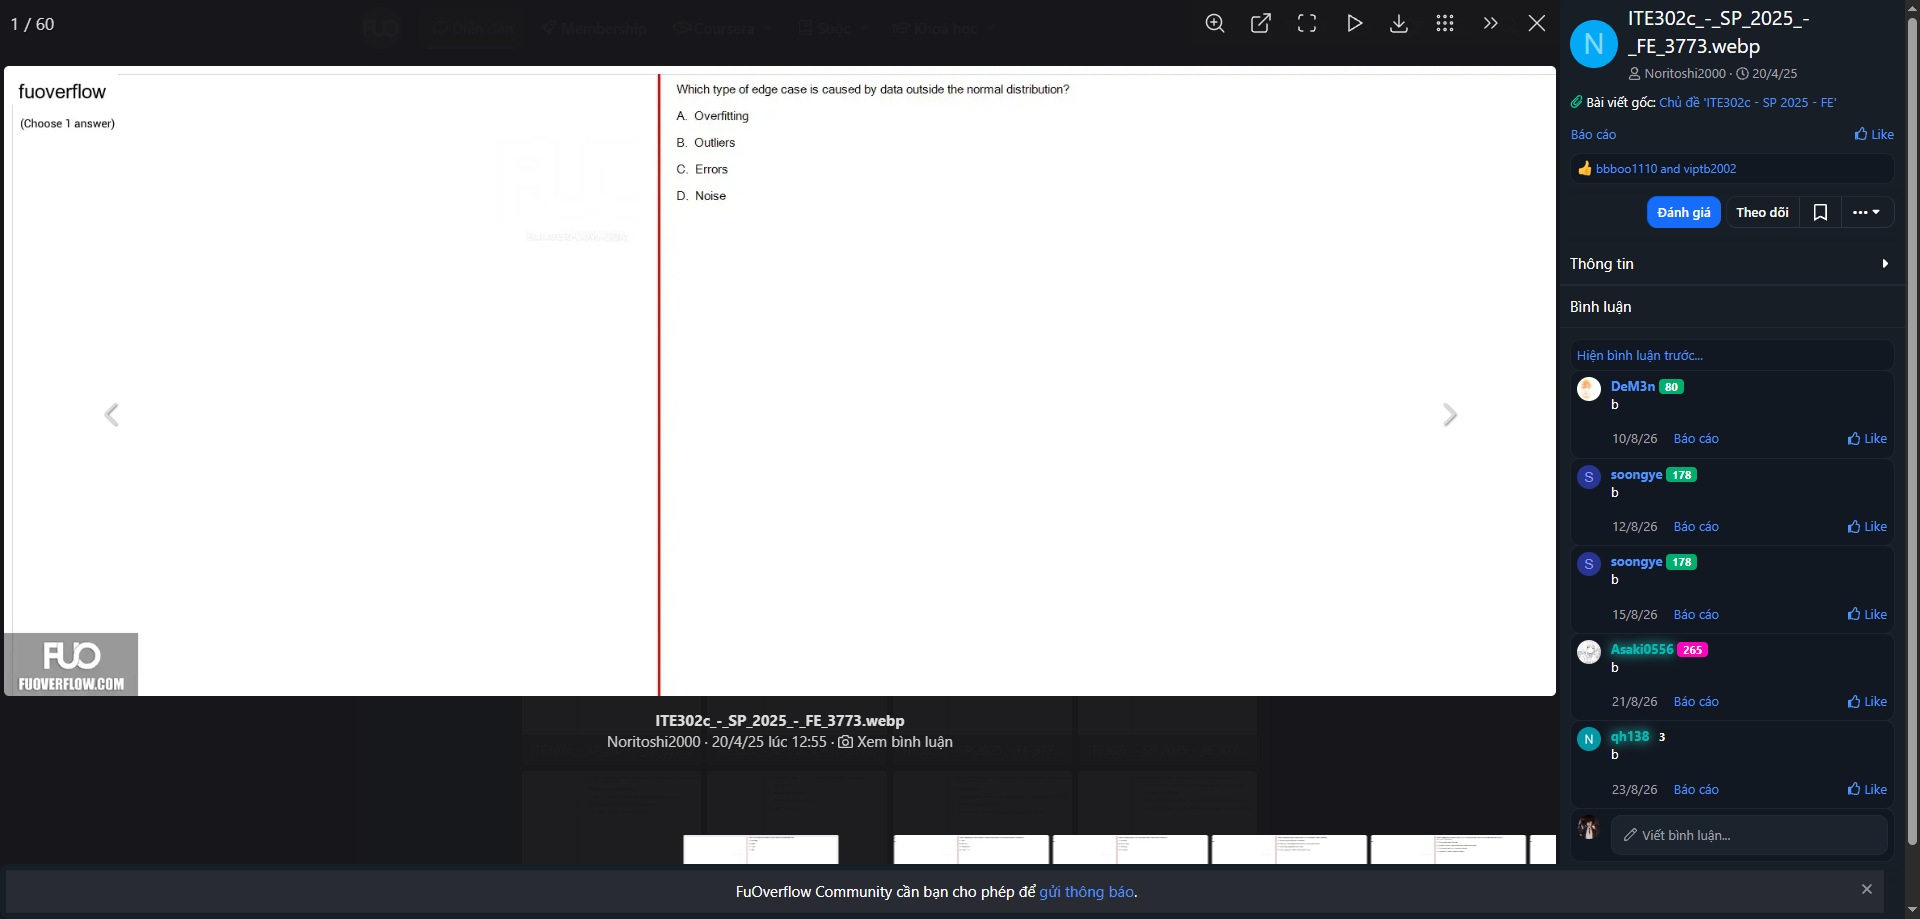 1 / 60
Membership
Coursera
Khoá học
fuoverflow
(Choose 1 answer)
Which type of edge case is caused by data outside the normal distribution?
A. Overfitting
B. Outliers
C. Errors
D. Noise
FUO
FUOVERFLOW.COM
ITE302c_-_SP_2025_-_FE_3773.webp
Noritoshi2000 · 20/4/25 lúc 12:55 · Xem bình luận
N
ITE302c_-_SP_2025_-
_FE_3773.webp
Noritoshi2000 · 20/4/25
Bài viết gốc: Chủ đề 'ITE302c - SP 2025 - FE'
Báo cáo
Like
bbboo1110 and viptb2002
Đánh giá
Theo dõi
Thông tin
Bình luận
Hiện bình luận trước...
DeM3n 80
b
10/8/26 Báo cáo Like
S
soongye 178
b
12/8/26 Báo cáo Like
S
soongye 178
b
15/8/26 Báo cáo Like
Asaki0556 265
b
21/8/26 Báo cáo Like
N
qh138 3
b
23/8/26 Báo cáo Like
Viết bình luận...
FuOverflow Community cần bạn cho phép để gửi thông báo.